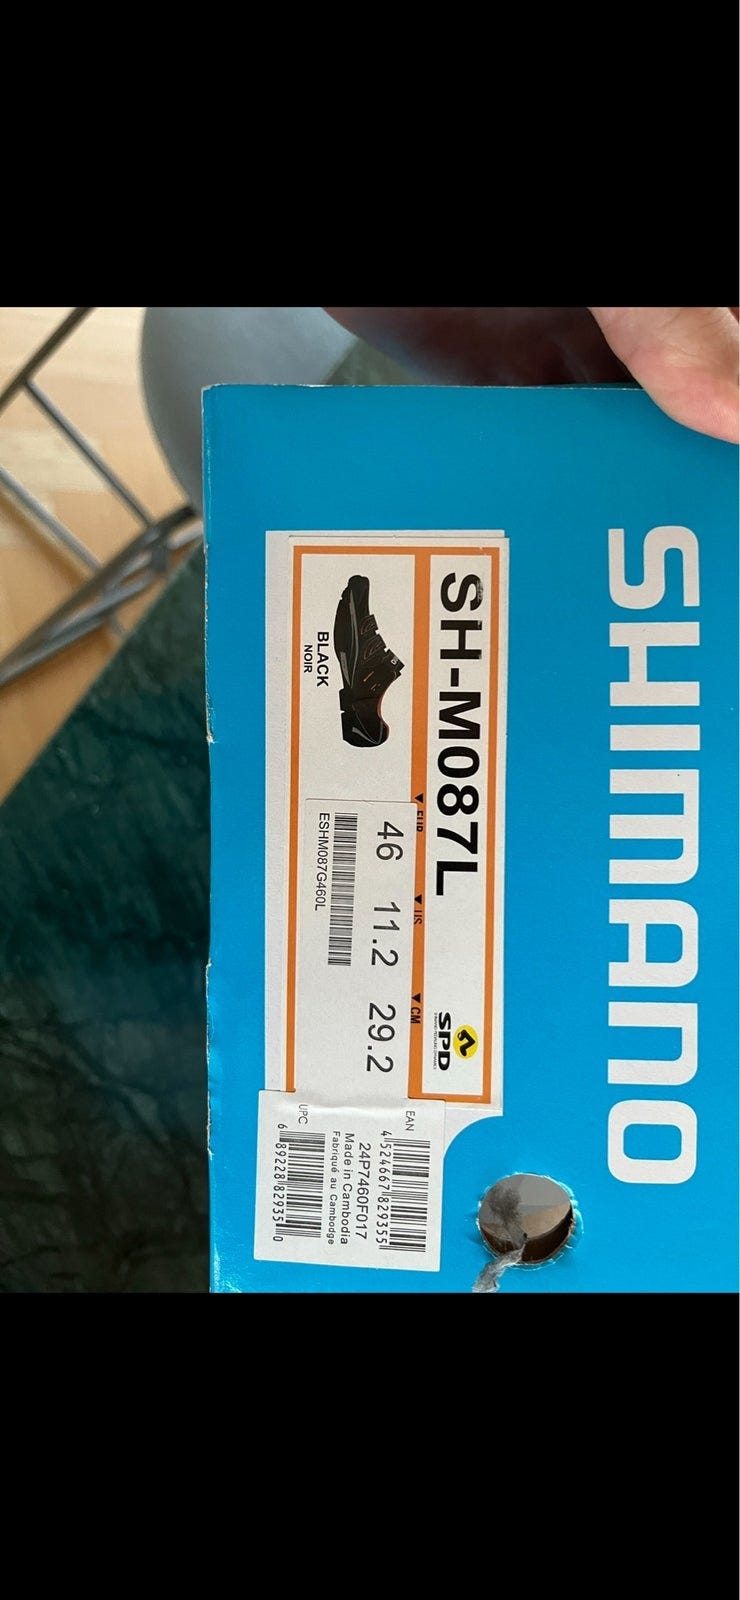 SHIMANO
SH-M087L
SPD
▼EUR ▼US ▼CM
46 11.2 29.2
ESHM087G460L
BLACK
NOIR
EAN
4 524667 829355
24P7460F017
Made in Cambodia
Fabriqué au Cambodge
UPC
6 89228 82935 0